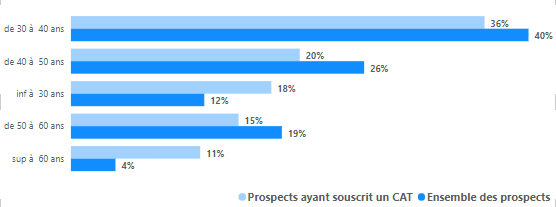 36%
de 30 à 40 ans
40%
20%
de 40 à 50 ans
26%
18%
inf à 30 ans
12%
15%
de 50 à 60 ans
19%
11%
sup à 60 ans
4%
Prospects ayant souscrit un CAT Ensemble des prospects